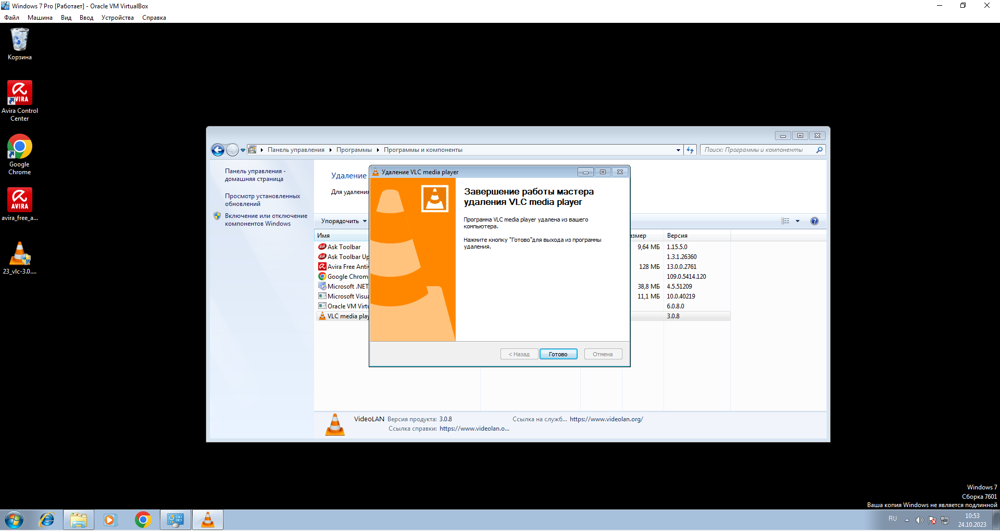 Windows 7 Pro [Работает] - Oracle VM VirtualBox
Файл Машина Вид Ввод Устройства Справка
Корзина
AVIRA
Avira Control
Center
Google
Chrome
AVIRA
avira_free_a...
23_vlc-3.0....
Панель управления Программы Программы и компоненты
Поиск: Программы и компоненты
Панель управления -
домашняя страница
Просмотр установленных
обновлений
Включение или отключение
компонентов Windows
Удаление
Для удаления
Упорядочить
Имя азмер Версия
Ask Toolbar 9,64 МБ 1.15.5.0
Ask Toolbar Up 1.3.1.26360
Avira Free Anti 128 МБ 13.0.0.2761
Google Chrom 109.0.5414.120
Microsoft .NET 38,8 МБ 4.5.51209
Microsoft Visua 11,1 МБ 10.0.40219
Oracle VM Virtu 6.0.8.0
VLC media play 3.0.8
Удаление VLC media player
Завершение работы мастера
удаления VLC media player
Программа VLC media player удалена из вашего
компьютера.
Нажмите кнопку "Готово"для выхода из программы
удаления.
< Назад Готово Отмена
VideoLAN Версия продукта: 3.0.8 Ссылка на служб... https://www.videolan.org/
Ссылка справки: https://www.videolan.o...
Windows 7
Сборка 7601
Ваша копия Windows не является подлинной
RU
10:53
24.10.2023